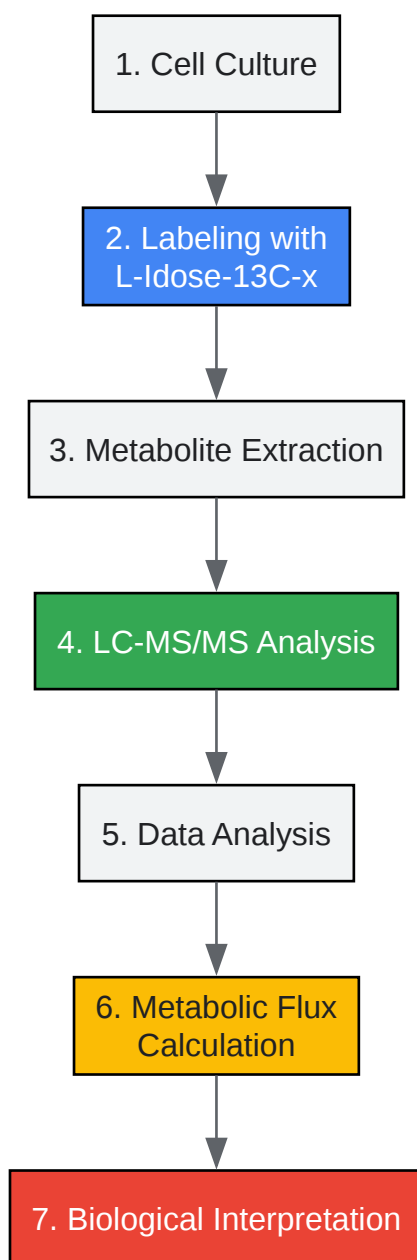 1. Cell Culture
2. Labeling with
L-Idose-13C-x
3. Metabolite Extraction
4. LC-MS/MS Analysis
5. Data Analysis
6. Metabolic Flux
Calculation
7. Biological Interpretation